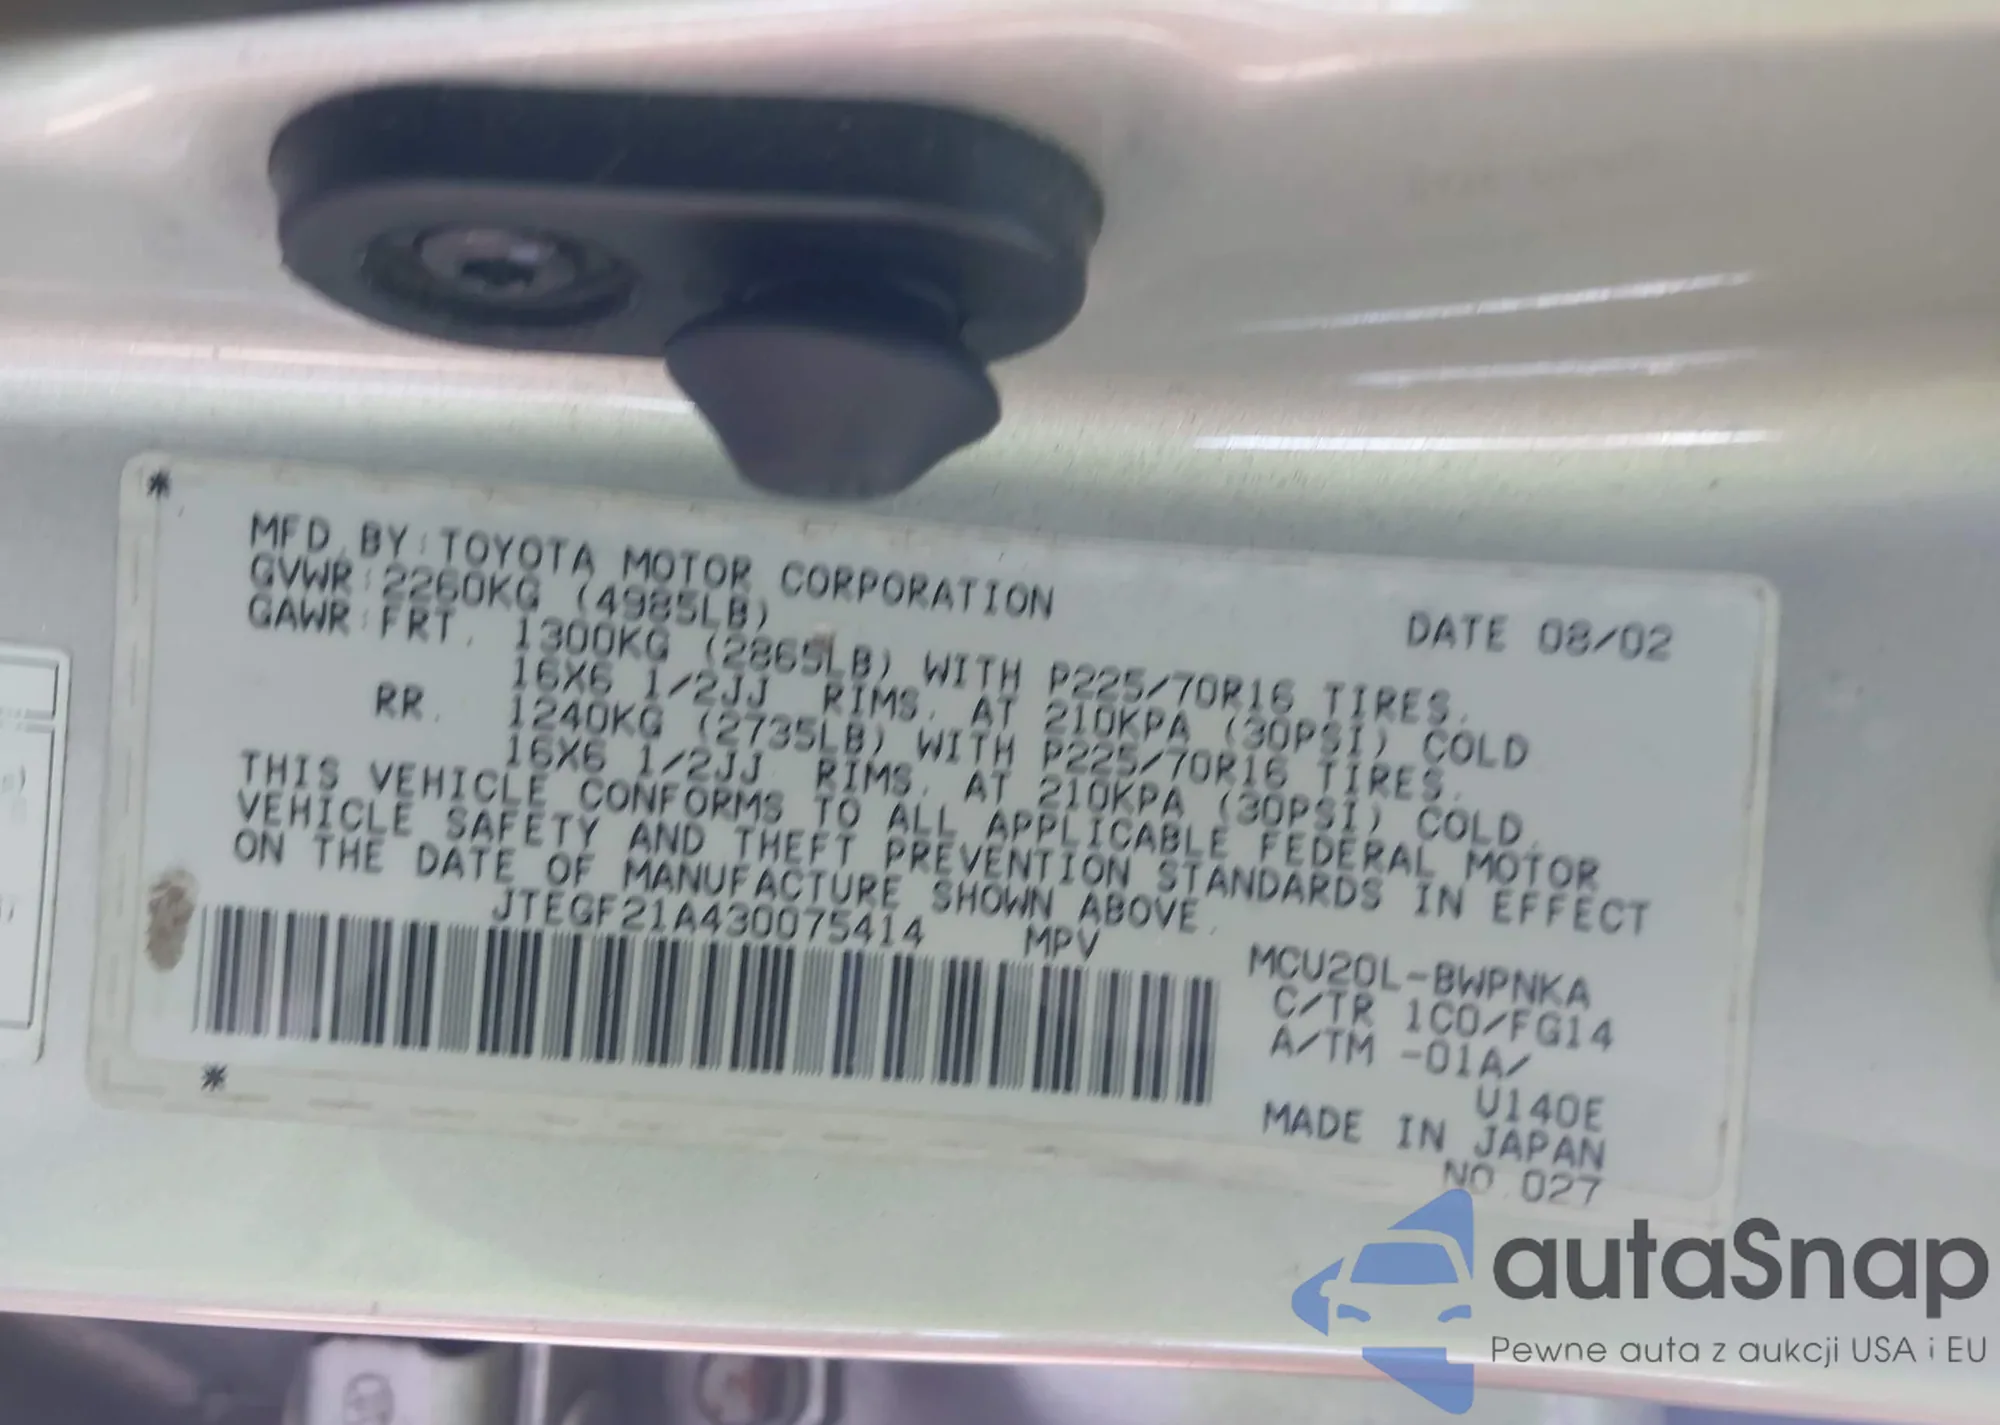 MFD. BY: TOYOTA MOTOR CORPORATION DATE 08/02
GVWR: 2260KG (4985LB)
GAWR: FRT. 1300KG (2865LB) WITH P225/70R16 TIRES,
16X6 1/2JJ RIMS, AT 210KPA (30PSI) COLD
RR. 1240KG (2735LB) WITH P225/70R16 TIRES,
16X6 1/2JJ RIMS, AT 210KPA (30PSI) COLD.
THIS VEHICLE CONFORMS TO ALL APPLICABLE FEDERAL MOTOR
VEHICLE SAFETY AND THEFT PREVENTION STANDARDS IN EFFECT
ON THE DATE OF MANUFACTURE SHOWN ABOVE.
JTEGF21A430075414 MPV
MCU20L-BWPNKA
C/TR 1C0/FG14
A/TM -01A/
U140E
MADE IN JAPAN
NO.027
autaSnap
Pewne auta z aukcji USA i EU